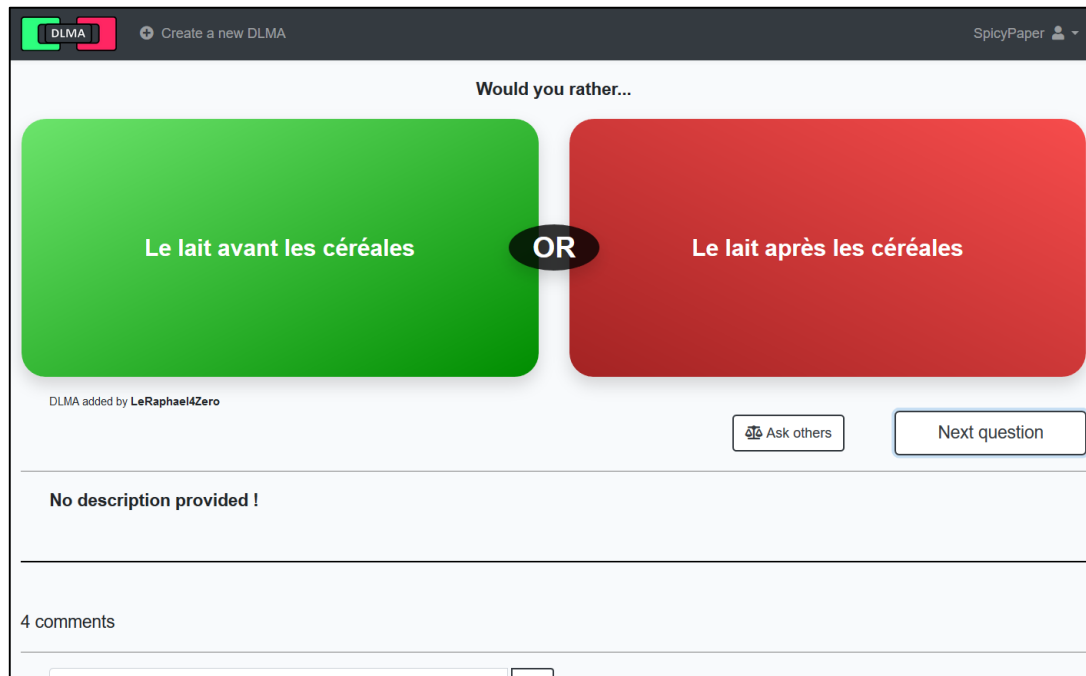 DLMA
Create a new DLMA
SpicyPaper
Would you rather...
Le lait avant les céréales
OR
Le lait après les céréales
DLMA added by LeRaphael4Zero
Ask others
Next question
No description provided !
4 comments